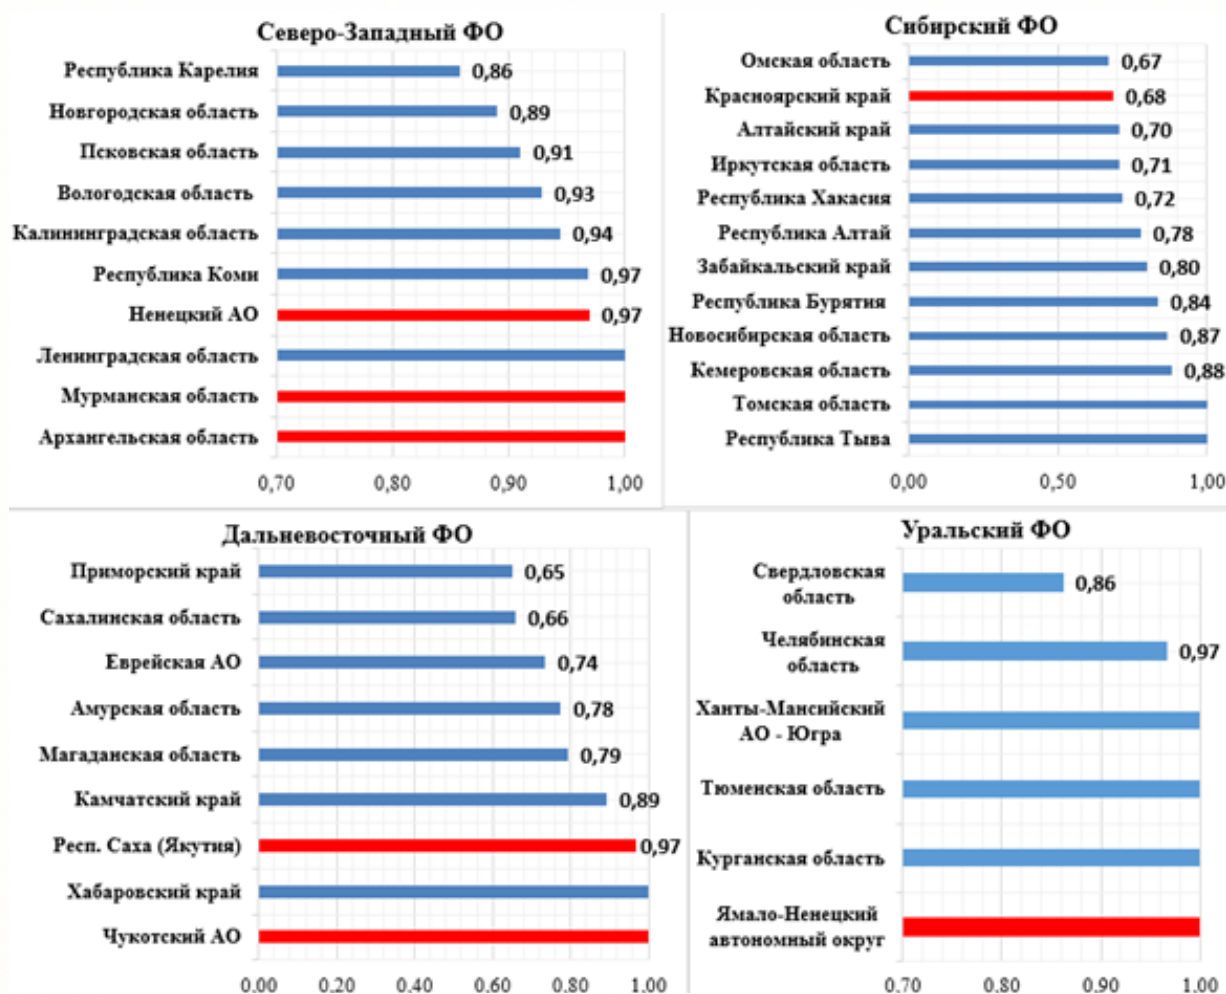 Северо-Западный ФО
Республика Карелия 0,86
Новгородская область 0,89
Псковская область 0,91
Вологодская область 0,93
Калининградская область 0,94
Республика Коми 0,97
Ненецкий АО 0,97
Ленинградская область
Мурманская область
Архангельская область
0,70 0,80 0,90 1,00
Сибирский ФО
Омская область 0,67
Красноярский край 0,68
Алтайский край 0,70
Иркутская область 0,71
Республика Хакасия 0,72
Республика Алтай 0,78
Забайкальский край 0,80
Республика Бурятия 0,84
Новосибирская область 0,87
Кемеровская область 0,88
Томская область
Республика Тыва
0,00 0,50 1,00
Дальневосточный ФО
Приморский край 0,65
Сахалинская область 0,66
Еврейская АО 0,74
Амурская область 0,78
Магаданская область 0,79
Камчатский край 0,89
Респ. Саха (Якутия) 0,97
Хабаровский край
Чукотский АО
0,00 0,20 0,40 0,60 0,80 1,00
Уральский ФО
Свердловская
область 0,86
Челябинская
область 0,97
Ханты-Мансийский
АО - Югра
Тюменская область
Курганская область
Ямало-Ненецкий
автономный округ
0,70 0,80 0,90 1,00